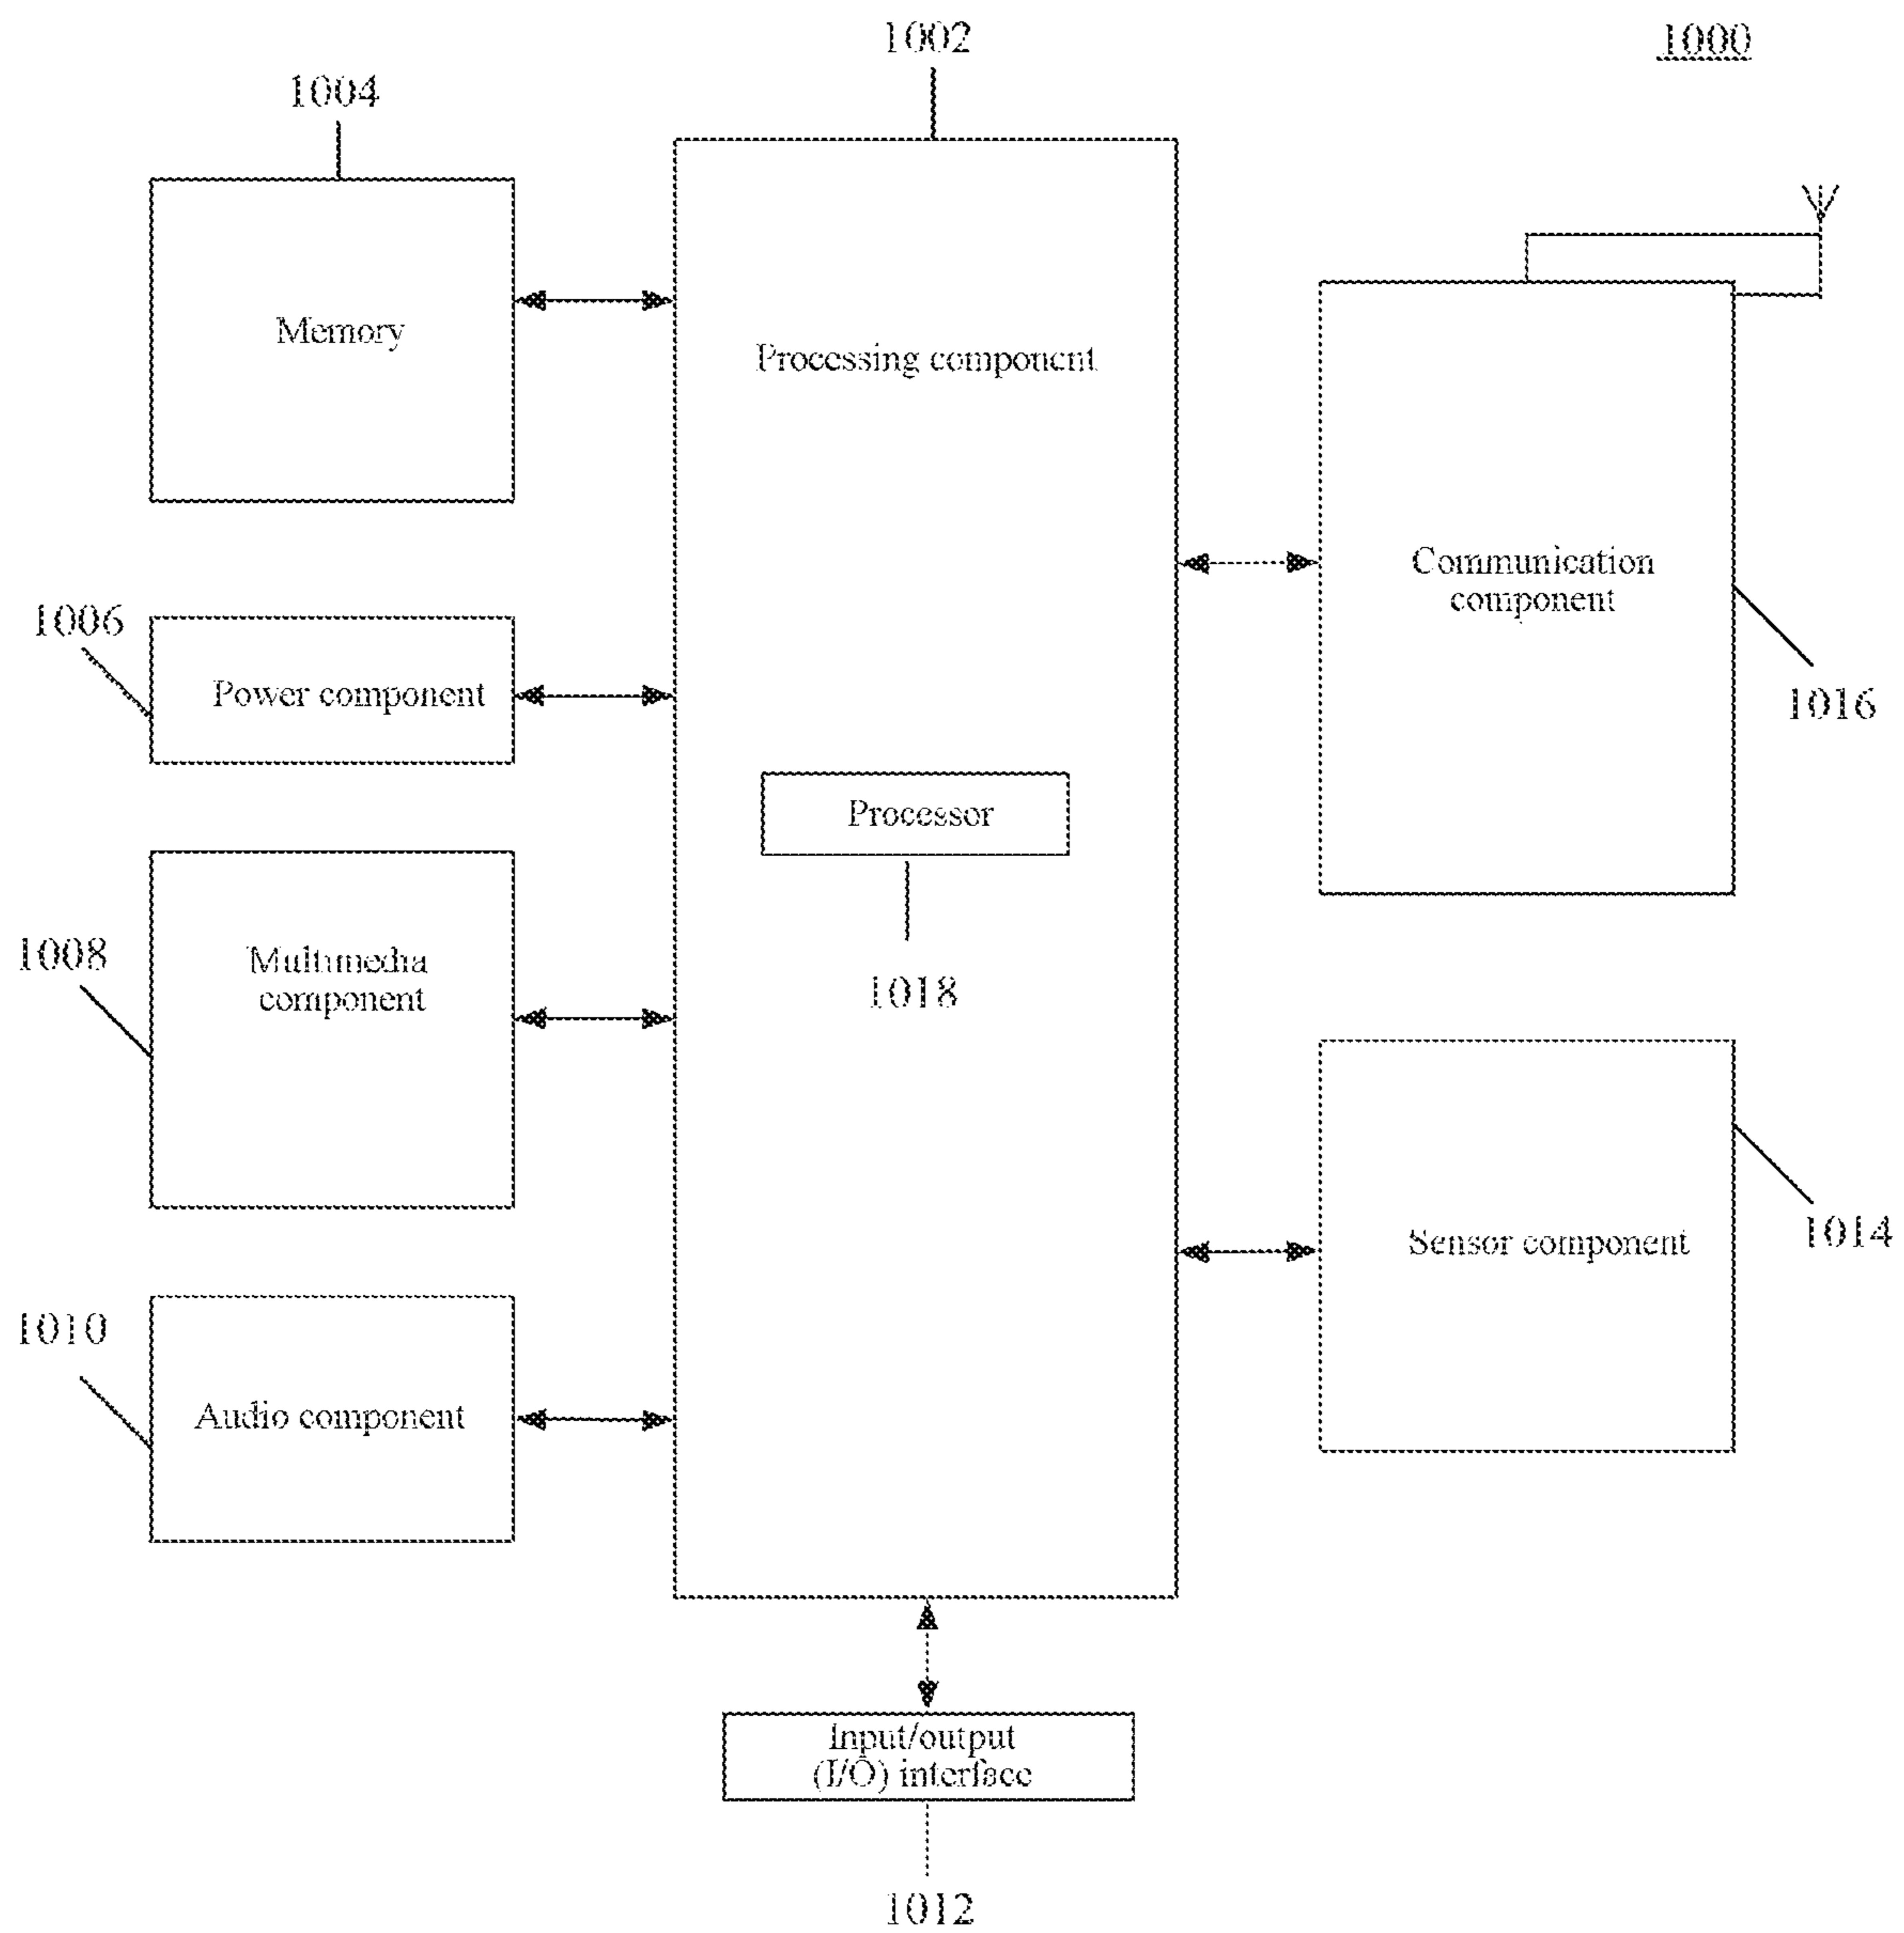 1002
1000
1004
Memory
Processing component
Communication
component
1006
Power component
1016
Processor
1008
Multimedia
component
1018
1014
Sensor component
1010
Audio component
Input/output
(I/O) interface
1012